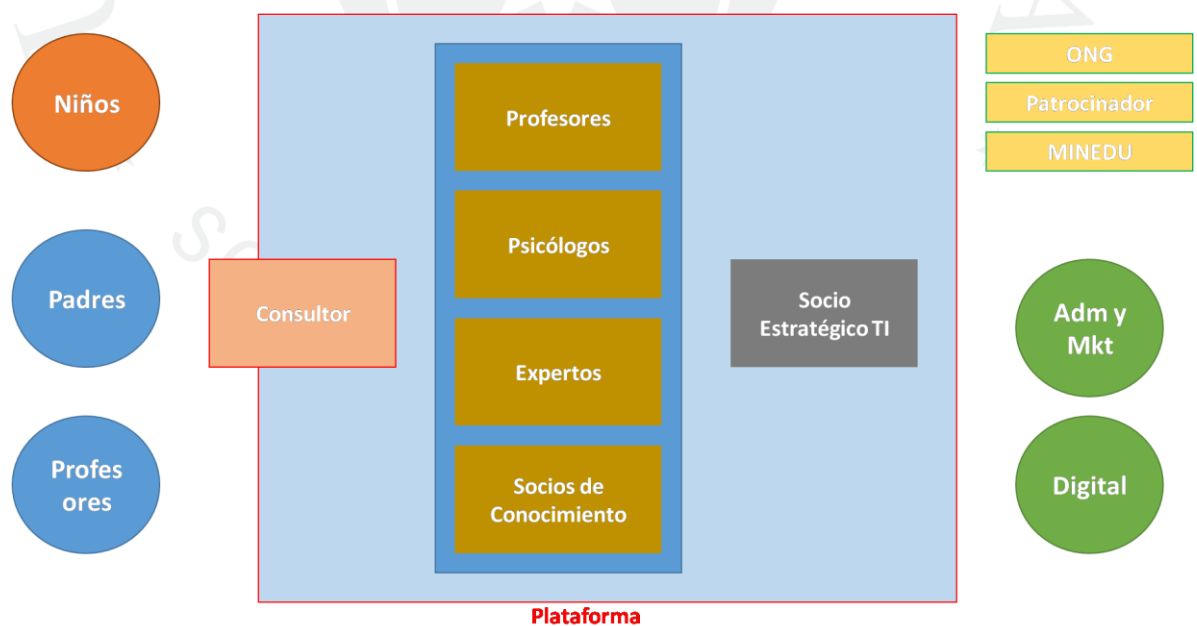 Niños
Padres
Profes
ores
Consultor
Profesores
Psicólogos
Expertos
Socios de
Conocimiento
Socio
Estratégico TI
ONG
Patrocinador
MINEDU
Adm y
Mkt
Digital
Plataforma